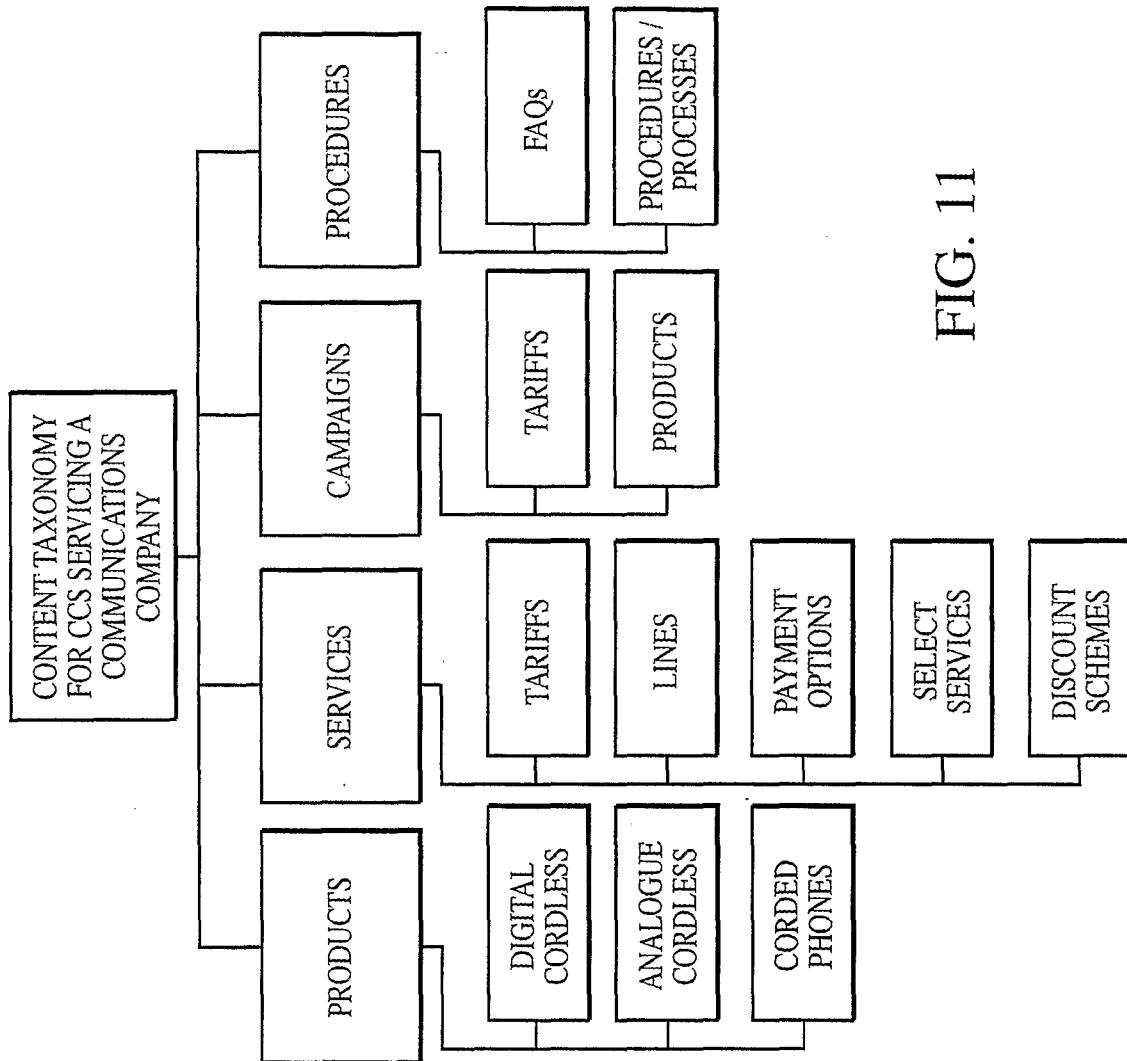 CONTENT TAXONOMY
FOR CCS SERVICING A
COMMUNICATIONS
COMPANY
PRODUCTS
DIGITAL
CORDLESS
ANALOGUE
CORDLESS
CORDED
PHONES
SERVICES
TARIFFS
LINES
PAYMENT
OPTIONS
SELECT
SERVICES
DISCOUNT
SCHEMES
CAMPAIGNS
TARIFFS
PRODUCTS
PROCEDURES
FAQs
PROCEDURES/
PROCESSES
FIG. 11